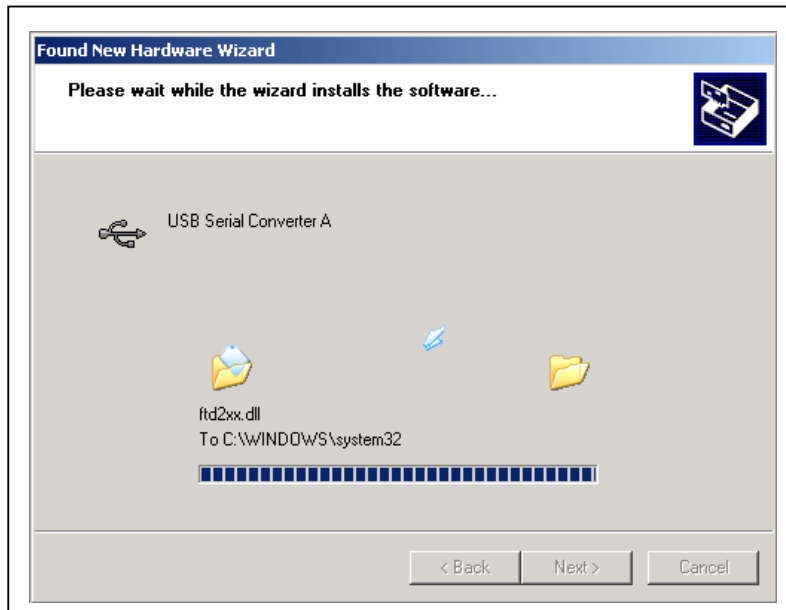 Found New Hardware Wizard
Please wait while the wizard installs the software...
USB Serial Converter A
ftd2xx.dll
To C:\WINDOWS\system32
< Back
Next >
Cancel